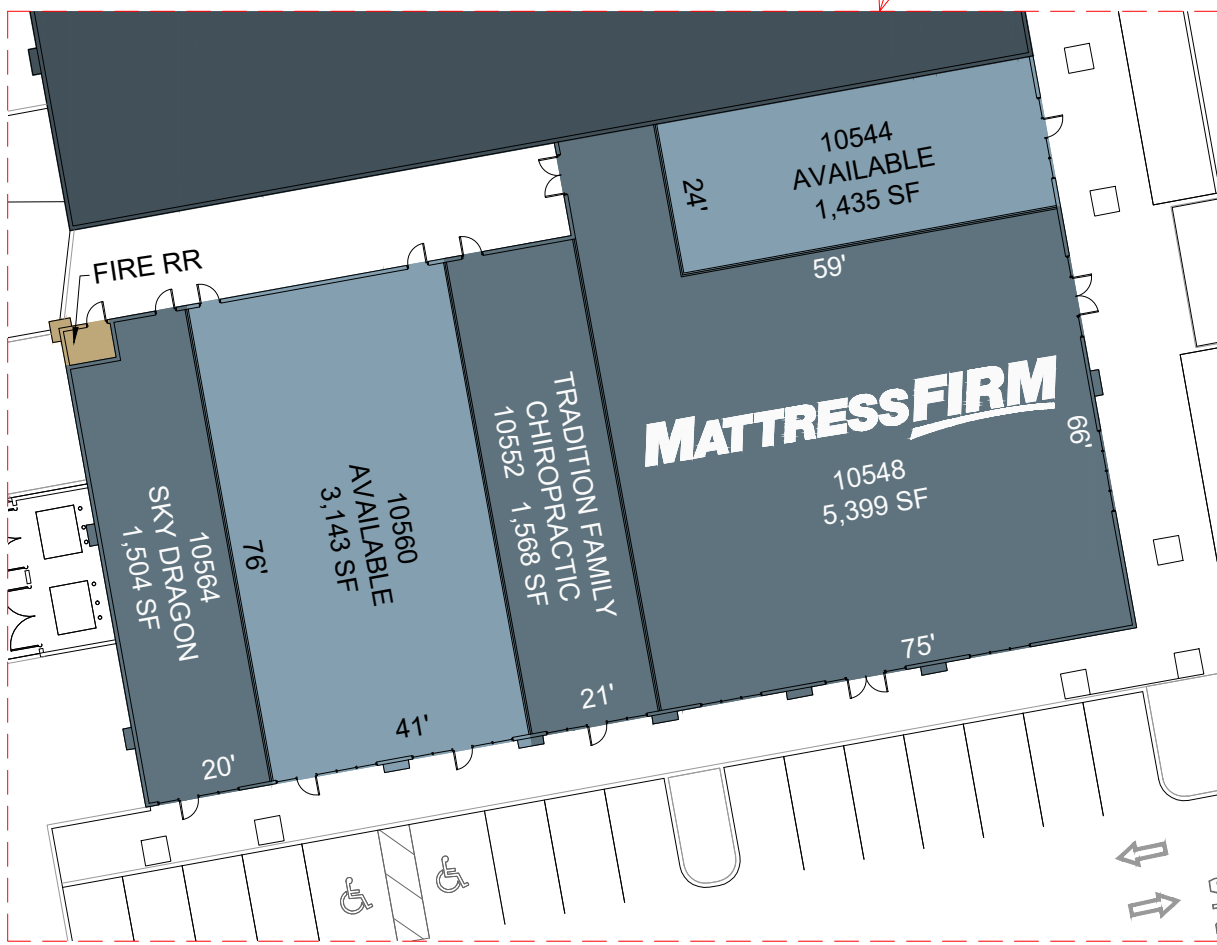 10544
AVAILABLE
1,435 SF
24'
59'
FIRE RR
MATTRESSFIRM
10548
5,399 SF
66'
75'
TRADITION FAMILY
CHIROPRACTIC
10552 1,568 SF
21'
10560
AVAILABLE
3,143 SF
76'
41'
10564
SKY DRAGON
1,504 SF
20'